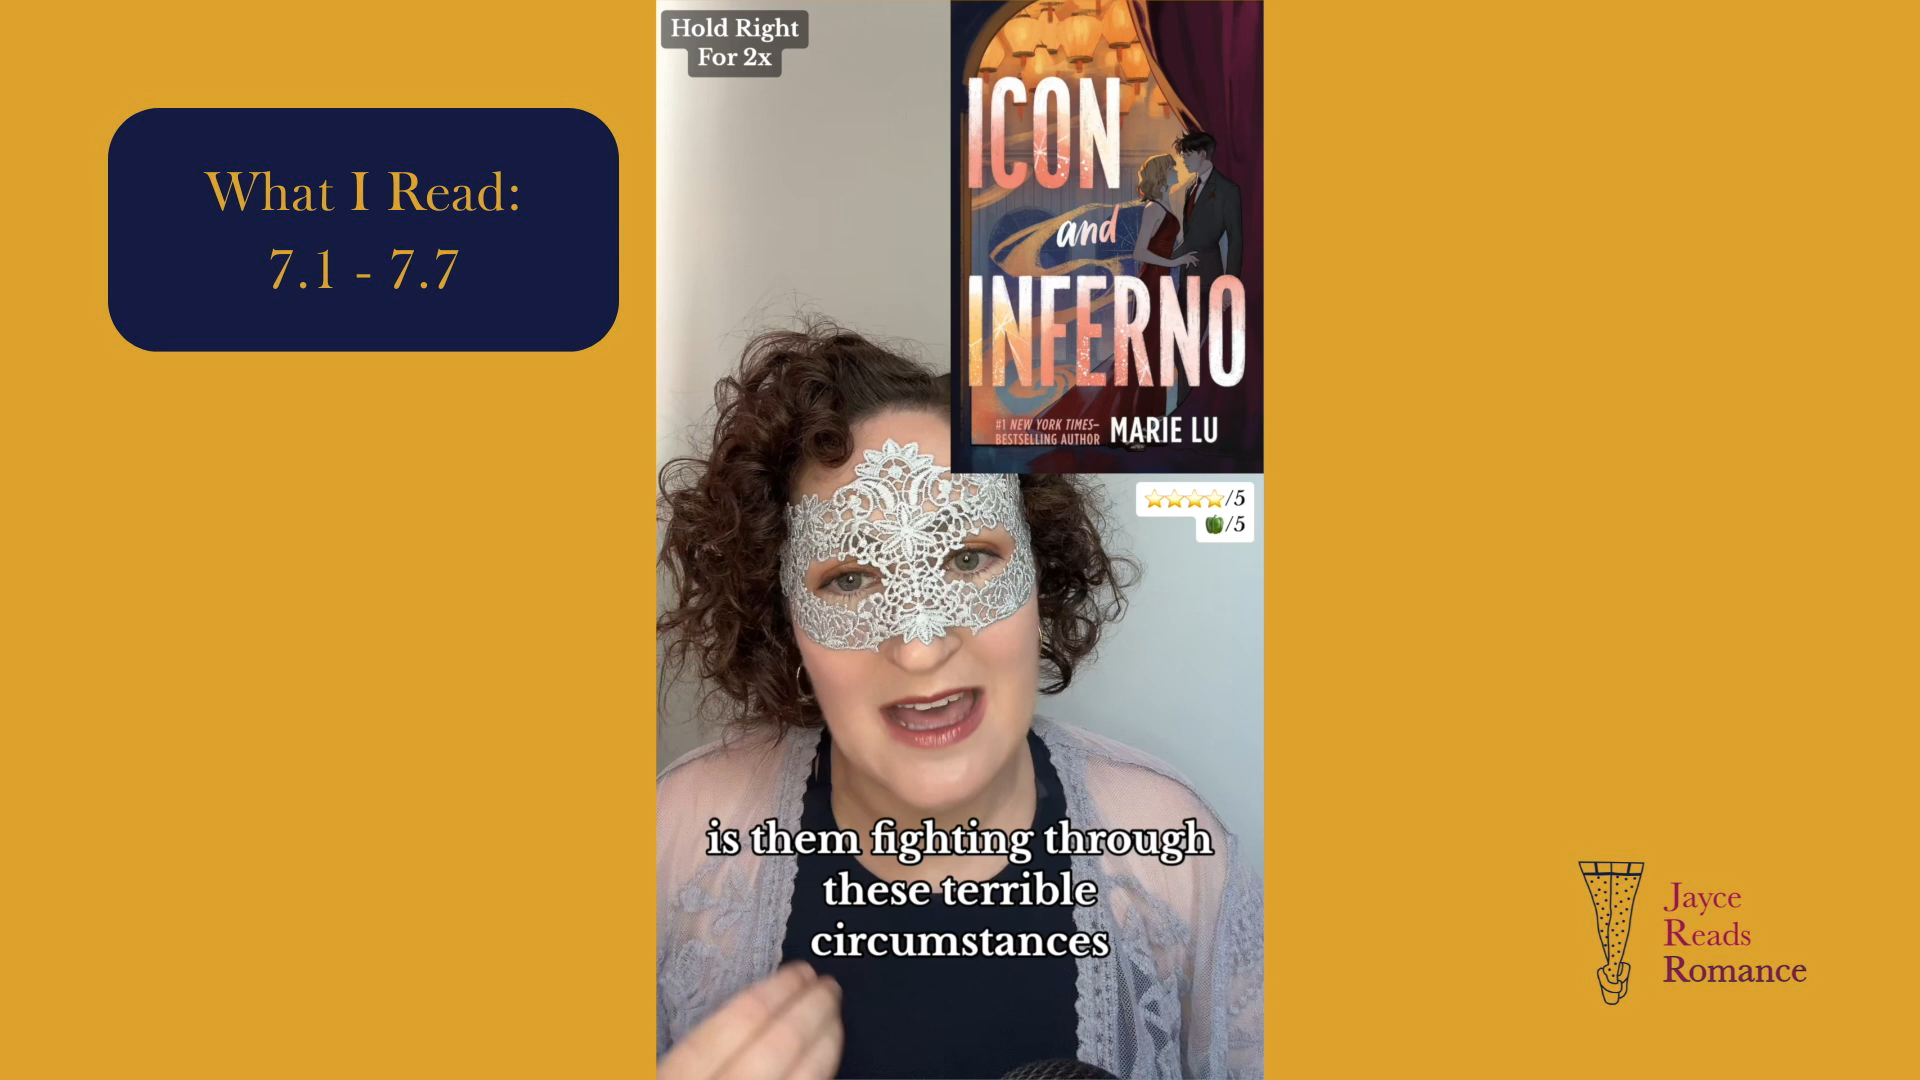 What I Read:
7.1 - 7.7
Hold Right
For 2x
ICON
and
INFERNO
#1 NEW YORK TIMES–
BESTSELLING AUTHOR
MARIE LU
⭐⭐⭐⭐/5
🫑/5
is them fighting through
these terrible
circumstances
Jayce
Reads
Romance